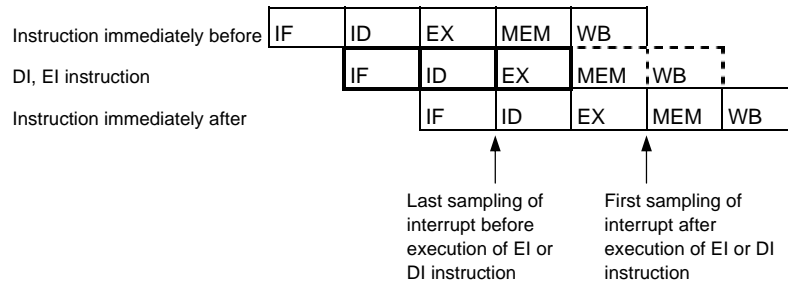 Instruction immediately before IF ID EX MEM WB
DI, EI instruction IF ID EX MEM WB
Instruction immediately after IF ID EX MEM WB
Last sampling of
interrupt before
execution of EI or
DI instruction
First sampling of
interrupt after
execution of EI or DI
instruction